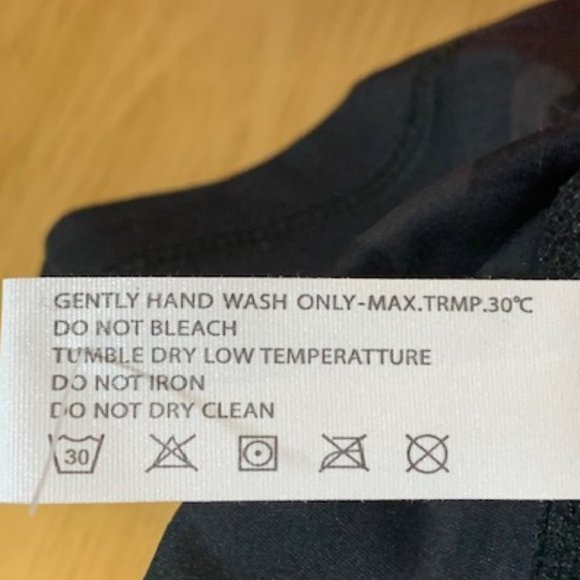 GENTLY HAND WASH ONLY-MAX.TRMP.30℃
DO NOT BLEACH
TUMBLE DRY LOW TEMPERATTURE
DO NOT IRON
DO NOT DRY CLEAN
30